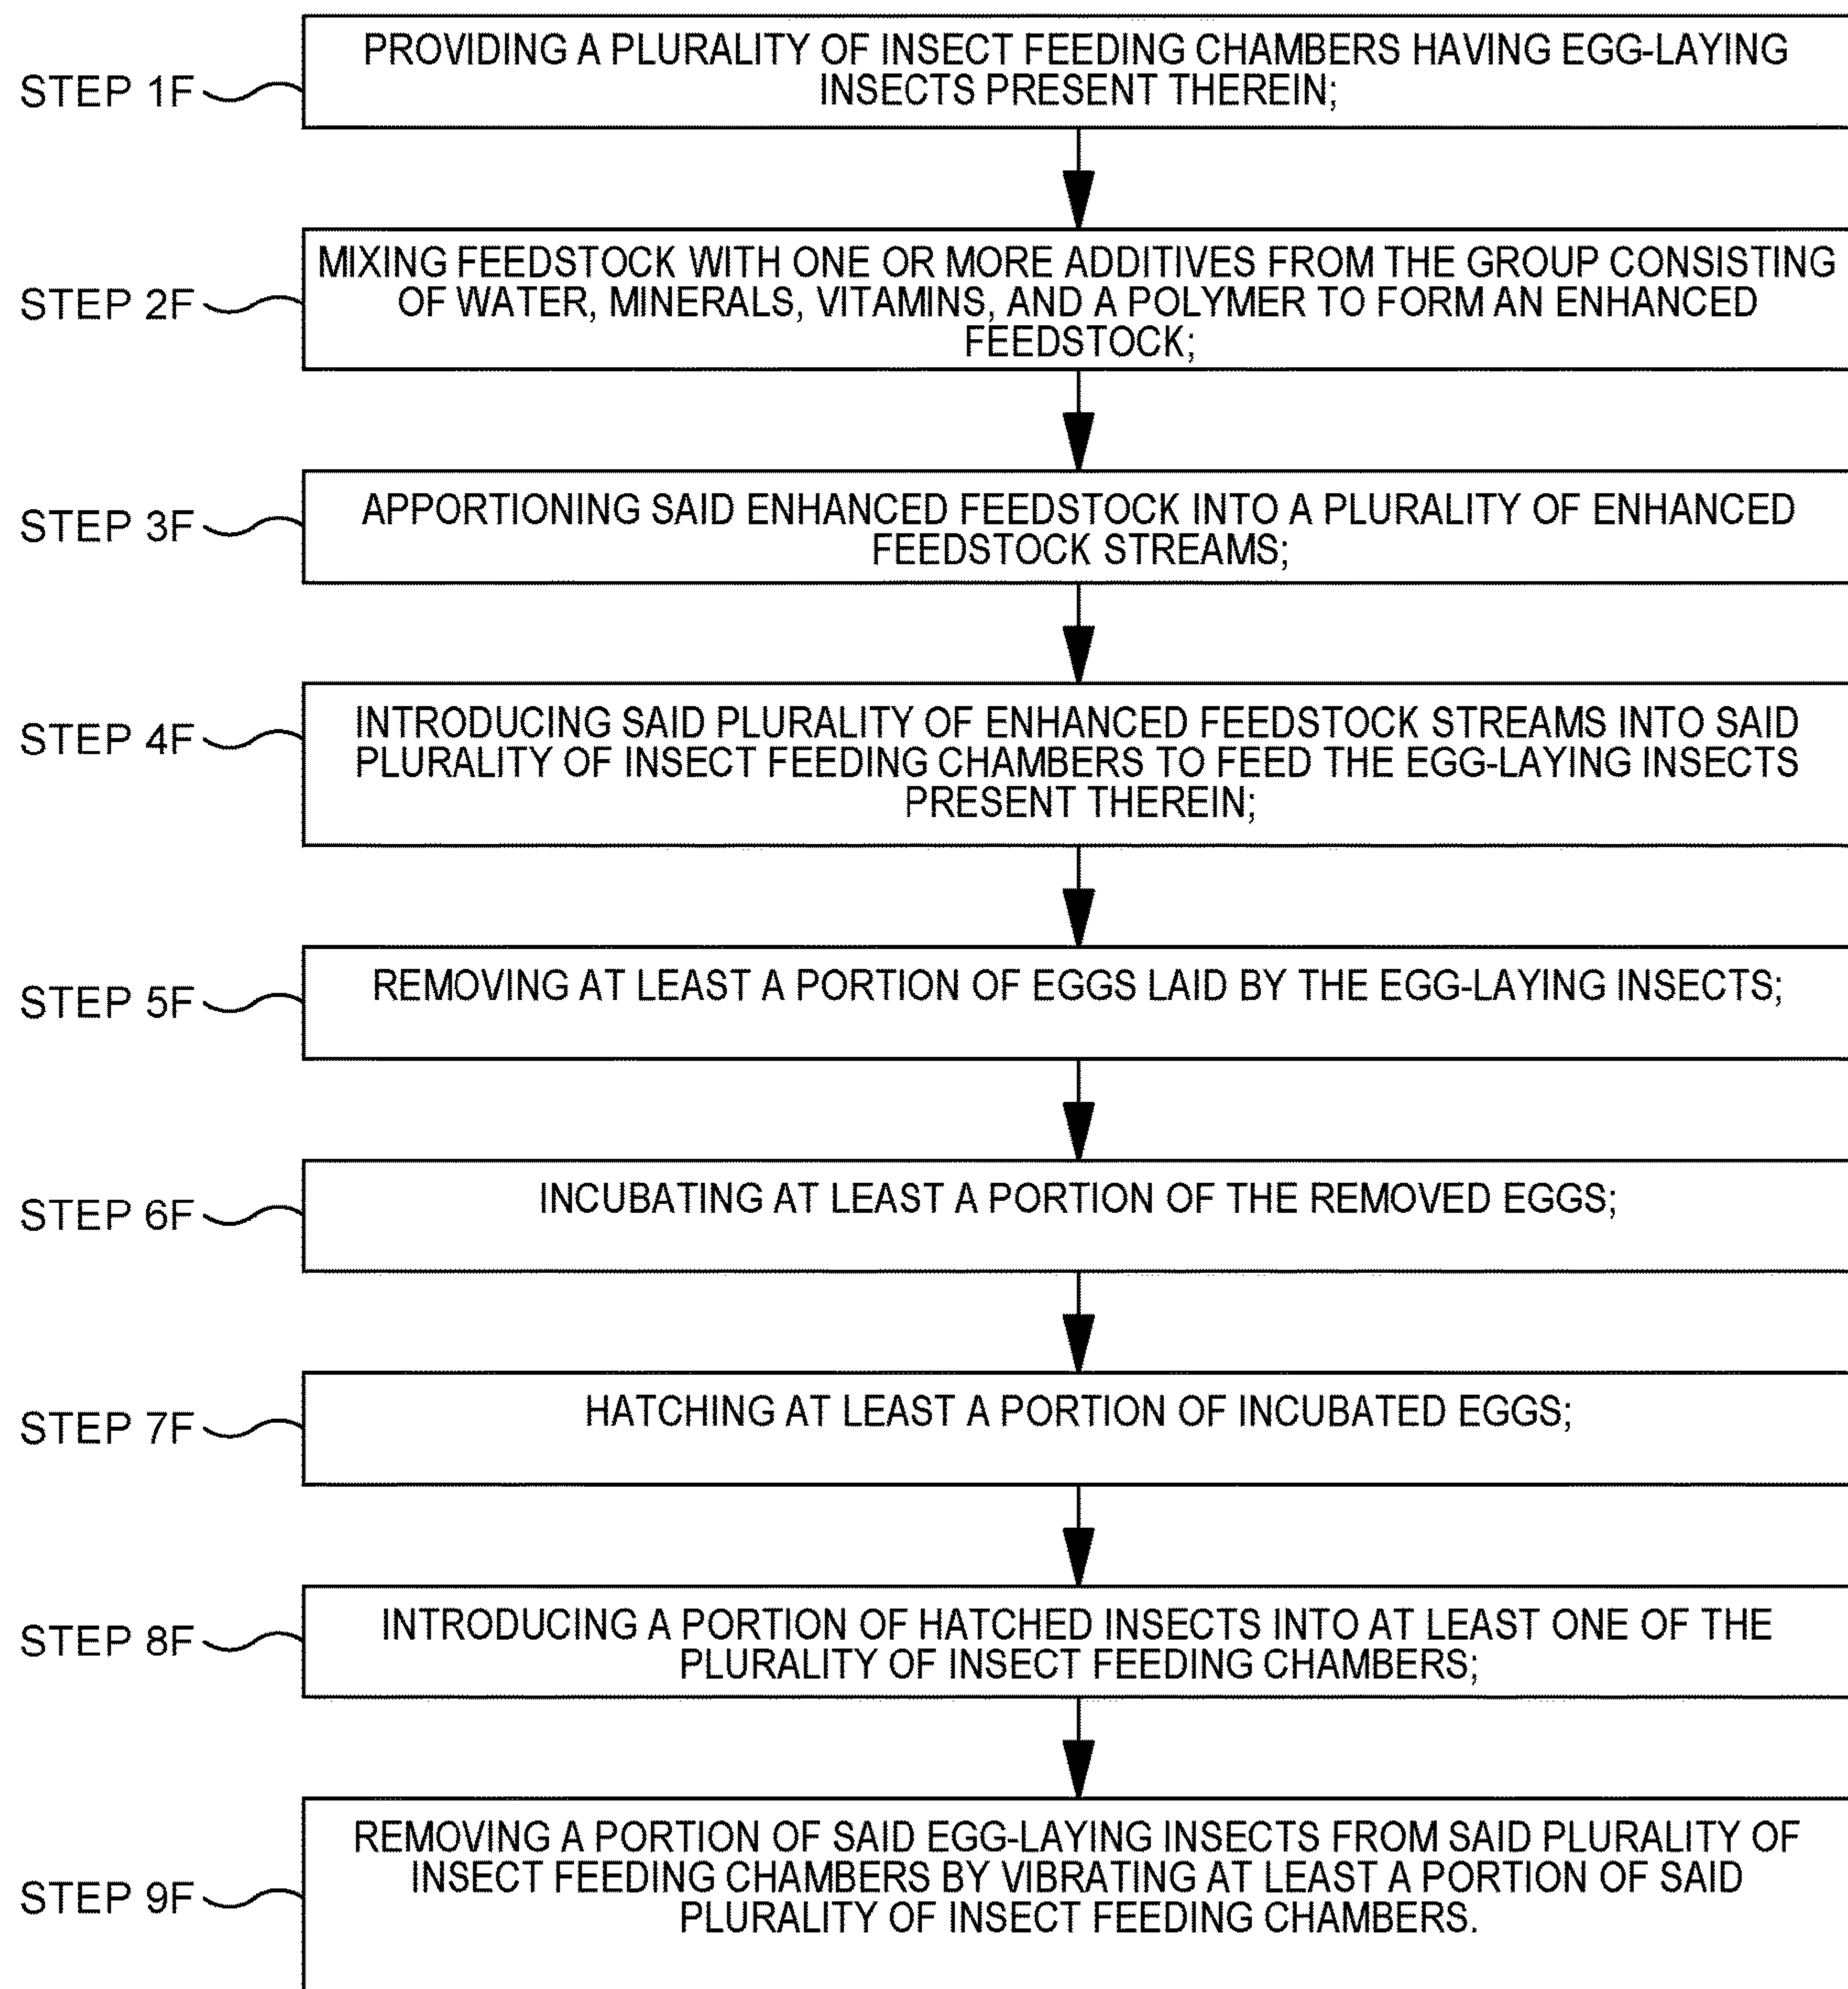 STEP 1F
PROVIDING A PLURALITY OF INSECT FEEDING CHAMBERS HAVING EGG-LAYING
INSECTS PRESENT THEREIN;
STEP 2F
MIXING FEEDSTOCK WITH ONE OR MORE ADDITIVES FROM THE GROUP CONSISTING
OF WATER, MINERALS, VITAMINS, AND A POLYMER TO FORM AN ENHANCED
FEEDSTOCK;
STEP 3F
APPORTIONING SAID ENHANCED FEEDSTOCK INTO A PLURALITY OF ENHANCED
FEEDSTOCK STREAMS;
STEP 4F
INTRODUCING SAID PLURALITY OF ENHANCED FEEDSTOCK STREAMS INTO SAID
PLURALITY OF INSECT FEEDING CHAMBERS TO FEED THE EGG-LAYING INSECTS
PRESENT THEREIN;
STEP 5F
REMOVING AT LEAST A PORTION OF EGGS LAID BY THE EGG-LAYING INSECTS;
STEP 6F
INCUBATING AT LEAST A PORTION OF THE REMOVED EGGS;
STEP 7F
HATCHING AT LEAST A PORTION OF INCUBATED EGGS;
STEP 8F
INTRODUCING A PORTION OF HATCHED INSECTS INTO AT LEAST ONE OF THE
PLURALITY OF INSECT FEEDING CHAMBERS;
STEP 9F
REMOVING A PORTION OF SAID EGG-LAYING INSECTS FROM SAID PLURALITY OF
INSECT FEEDING CHAMBERS BY VIBRATING AT LEAST A PORTION OF SAID
PLURALITY OF INSECT FEEDING CHAMBERS.